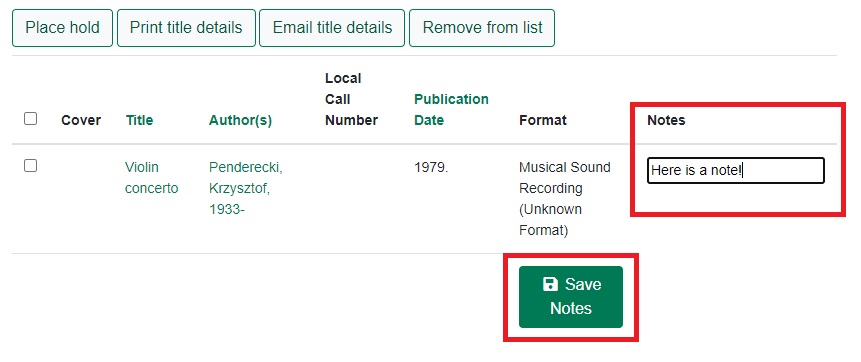 Place hold Print title details Email title details Remove from list
Cover Title Author(s) Local Call Number Publication Date Format Notes
Violin concerto
Penderecki, Krzysztof, 1933-
1979.
Musical Sound Recording (Unknown Format)
Here is a note!
Save Notes